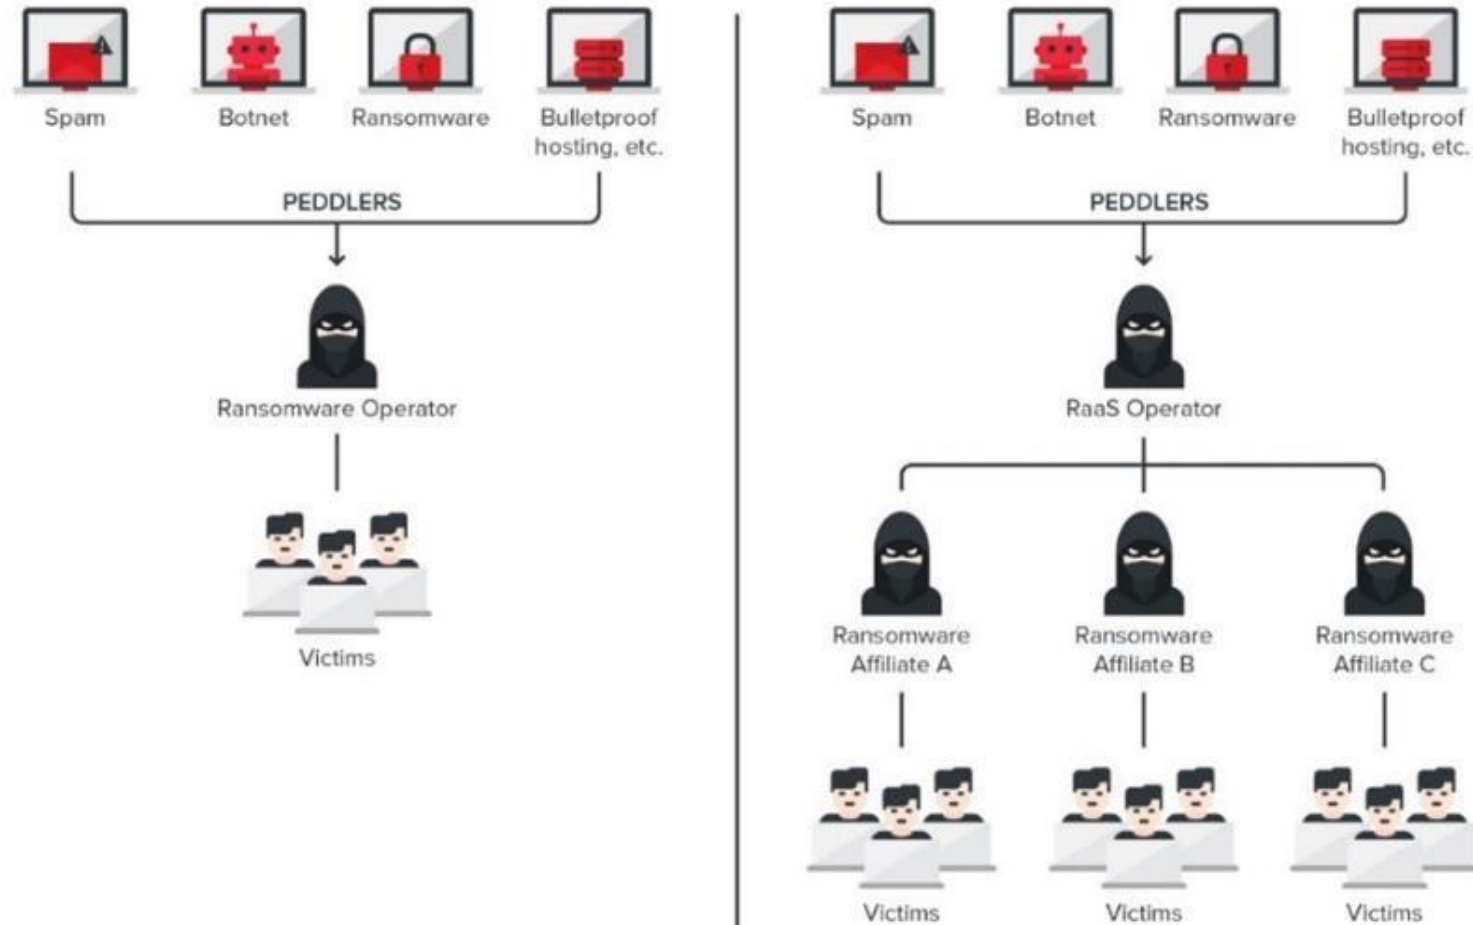 Spam
Botnet
Ransomware
Bulletproof
hosting, etc.
PEDDLERS
Ransomware Operator
Victims
Spam
Botnet
Ransomware
Bulletproof
hosting, etc.
PEDDLERS
RaaS Operator
Ransomware
Affiliate A
Ransomware
Affiliate B
Ransomware
Affiliate C
Victims
Victims
Victims